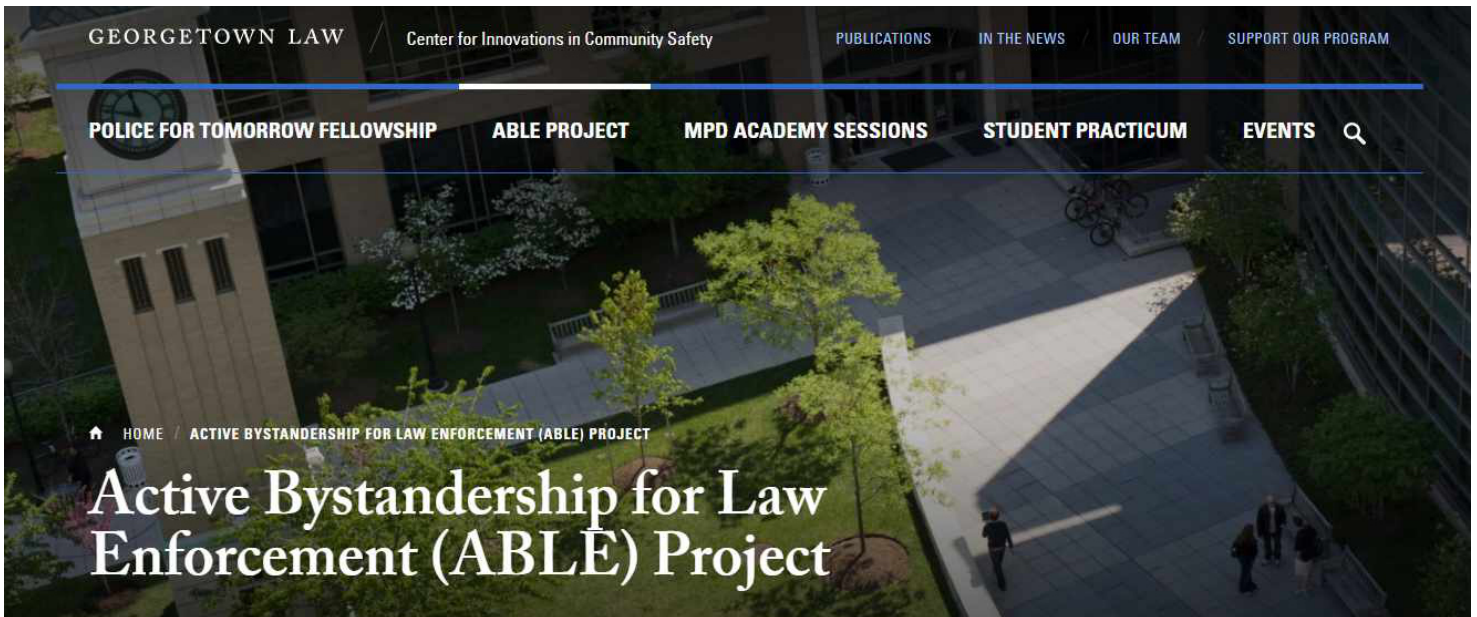 GEORGETOWN LAW / Center for Innovations in Community Safety
PUBLICATIONS / IN THE NEWS / OUR TEAM / SUPPORT OUR PROGRAM
POLICE FOR TOMORROW FELLOWSHIP
ABLE PROJECT
MPD ACADEMY SESSIONS
STUDENT PRACTICUM
EVENTS
HOME / ACTIVE BYSTANDERSHIP FOR LAW ENFORCEMENT (ABLE) PROJECT
Active Bystandership for Law
Enforcement (ABLE) Project